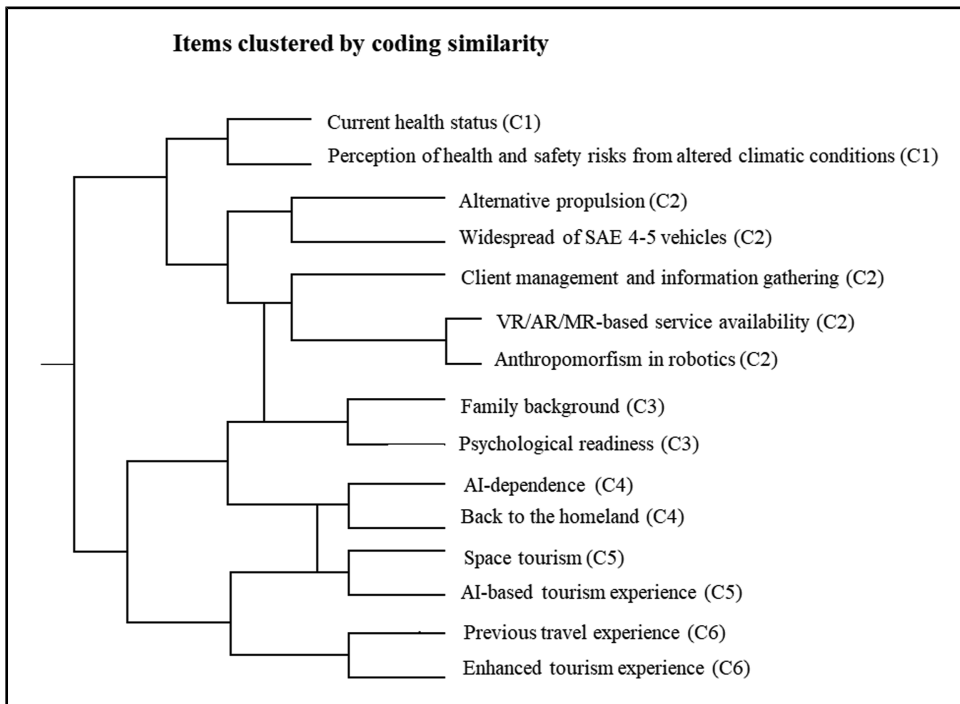 Items clustered by coding similarity
Current health status (C1)
Perception of health and safety risks from altered climatic conditions (C1)
Alternative propulsion (C2)
Widespread of SAE 4-5 vehicles (C2)
Client management and information gathering (C2)
VR/AR/MR-based service availability (C2)
Anthropomorfism in robotics (C2)
Family background (C3)
Psychological readiness (C3)
AI-dependence (C4)
Back to the homeland (C4)
Space tourism (C5)
AI-based tourism experience (C5)
Previous travel experience (C6)
Enhanced tourism experience (C6)